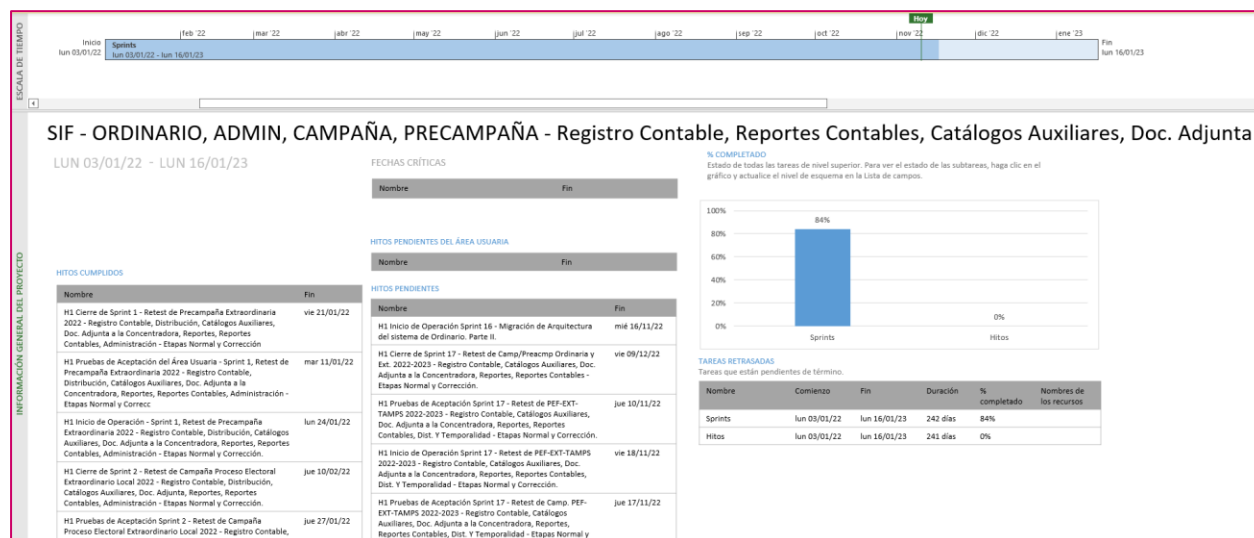 ESCALA DE TIEMPO
Hoy
feb '22 mar '22 abr '22 may '22 jun '22 jul '22 ago '22 sep '22 oct '22 nov '22 dic '22 ene '23
Inicio
lun 03/01/22
Sprints
lun 03/01/22 - lun 16/01/23
Fin
lun 16/01/23
INFORMACIÓN GENERAL DEL PROYECTO
SIF - ORDINARIO, ADMIN, CAMPAÑA, PRECAMPAÑA - Registro Contable, Reportes Contables, Catálogos Auxiliares, Doc. Adjunta
LUN 03/01/22 - LUN 16/01/23
HITOS CUMPLIDOS
Nombre Fin
H1 Cierre de Sprint 1 - Retest de Precampaña Extraordinaria vie 21/01/22
2022 - Registro Contable, Distribución, Catálogos Auxiliares,
Doc. Adjunta a la Concentradora, Reportes, Reportes
Contables, Administración - Etapas Normal y Corrección
H1 Pruebas de Aceptación del Área Usuaria - Sprint 1, Retest de mar 11/01/22
Precampaña Extraordinaria 2022 - Registro Contable,
Distribución, Catálogos Auxiliares, Doc. Adjunta a la
Concentradora, Reportes, Reportes Contables, Administración -
Etapas Normal y Correcc
H1 Inicio de Operación - Sprint 1, Retest de Precampaña lun 24/01/22
Extraordinaria 2022 - Registro Contable, Distribución, Catálogos
Auxiliares, Doc. Adjunta a la Concentradora, Reportes, Reportes
Contables, Administración - Etapas Normal y Corrección.
H1 Cierre de Sprint 2 - Retest de Campaña Proceso Electoral jue 10/02/22
Extraordinario Local 2022 - Registro Contable, Distribución,
Catálogos Auxiliares, Doc. Adjunta, Reportes, Reportes
Contables, Administración - Etapas Normal y Corrección.
H1 Pruebas de Aceptación Sprint 2 - Retest de Campaña jue 27/01/22
Proceso Electoral Extraordinario Local 2022 - Registro Contable,
FECHAS CRÍTICAS
Nombre Fin
HITOS PENDIENTES DEL ÁREA USUARIA
Nombre Fin
HITOS PENDIENTES
Nombre Fin
H1 Inicio de Operación Sprint 16 - Migración de Arquitectura mié 16/11/22
del sistema de Ordinario. Parte II.
H1 Cierre de Sprint 17 - Retest de Camp/Preacmp Ordinaria y vie 09/12/22
Ext. 2022-2023 - Registro Contable, Catálogos Auxiliares, Doc.
Adjunta a la Concentradora, Reportes, Reportes Contables -
Etapas Normal y Corrección.
H1 Pruebas de Aceptación Sprint 17 - Retest de PEF-EXT- jue 10/11/22
TAMPS 2022-2023 - Registro Contable, Catálogos Auxiliares,
Doc. Adjunta a la Concentradora, Reportes, Reportes
Contables, Dist. Y Temporalidad - Etapas Normal y Corrección.
H1 Inicio de Operación Sprint 17 - Retest de PEF-EXT-TAMPS vie 18/11/22
2022-2023 - Registro Contable, Catálogos Auxiliares, Doc.
Adjunta a la Concentradora, Reportes, Reportes Contables,
Dist. Y Temporalidad - Etapas Normal y Corrección.
H1 Pruebas de Aceptación Sprint 17 - Retest de Camp. PEF- jue 17/11/22
EXT-TAMPS 2022-2023 - Registro Contable, Catálogos
Auxiliares, Doc. Adjunta a la Concentradora, Reportes,
Reportes Contables, Dist. Y Temporalidad - Etapas Normal y
% COMPLETADO
Estado de todas las tareas de nivel superior. Para ver el estado de las subtareas, haga clic en el
gráfico y actualice el nivel de esquema en la Lista de campos.
100%
80%
60%
40%
20%
0%
84%
0%
Sprints Hitos
TAREAS RETRASADAS
Tareas que están pendientes de término.
Nombre Comienzo Fin Duración % completado Nombres de los recursos
Sprints lun 03/01/22 lun 16/01/23 242 días 84%
Hitos lun 03/01/22 lun 16/01/23 241 días 0%